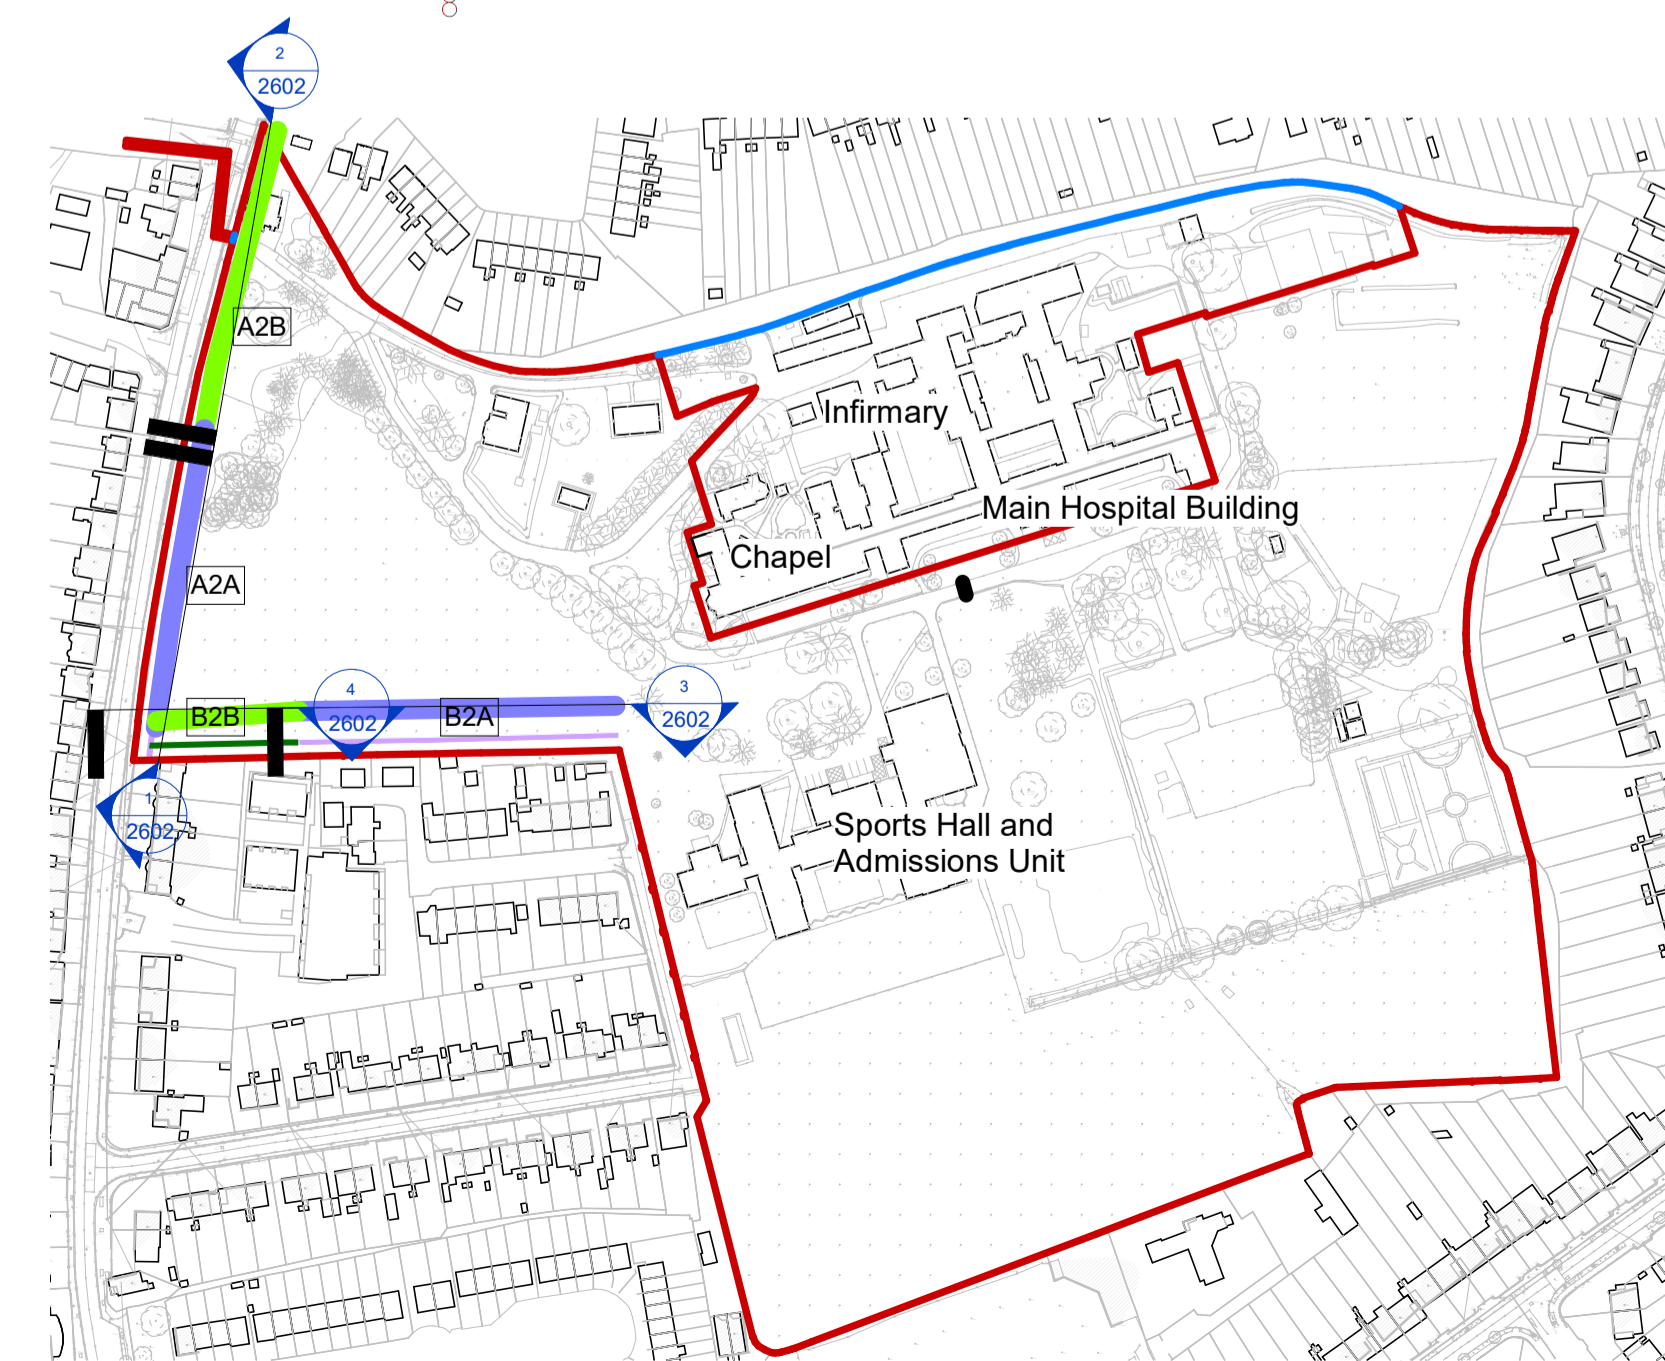 2
2602
A2B
Infirmary
Main Hospital Building
Chapel
A2A
B2B
4
2602
B2A
3
2602
1
2602
Sports Hall and
Admissions Unit